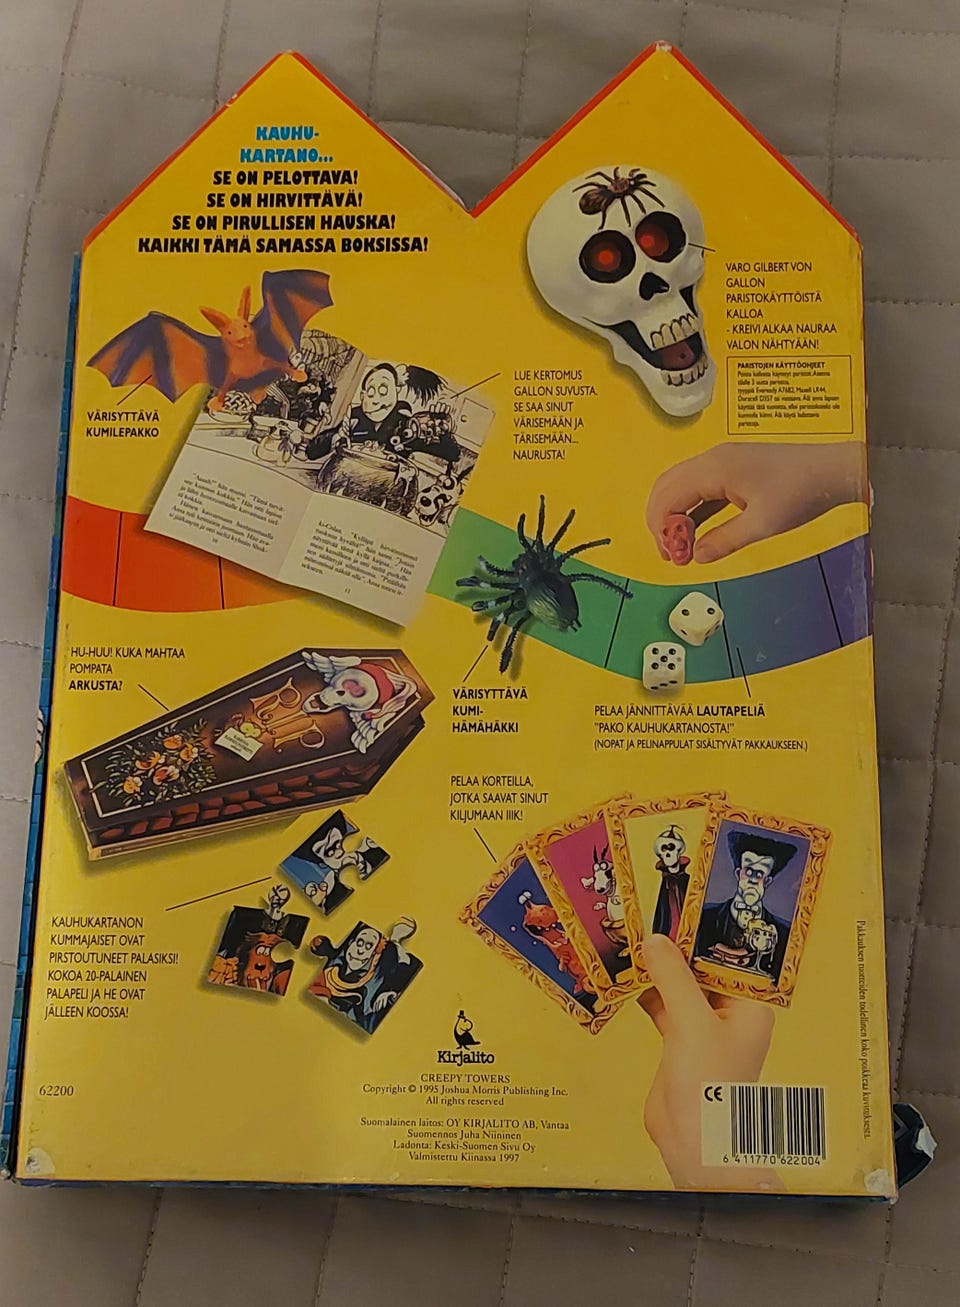 KAUHU-
KARTANO...
SE ON PELOTTAVA!
SE ON HIRVITTÄVÄ!
SE ON PIRULLISEN HAUSKA!
KAIKKI TÄMÄ SAMASSA BOKSISSA!
VARO GILBERT VON
GALLON
PARISTOKÄYTTÖISTÄ
KALLOA
- KREIVI ALKAA NAURAA
VALON NÄHTYÄÄN!
PARISTOJEN KÄYTTÖOHJEET
VÄRISYTTÄVÄ
KUMILEPAKKO
LUE KERTOMUS
GALLON SUVUSTA.
SE SAA SINUT
VÄRISEMÄÄN JA
TÄRISEMÄÄN...
NAURUSTA!
HU-HUU! KUKA MAHTAA
POMPATA
ARKUSTA?
VÄRISYTTÄVÄ
KUMI-
HÄMÄHÄKKI
PELAA JÄNNITTÄVÄÄ LAUTAPELIÄ
"PAKO KAUHUKARTANOSTA!"
(NOPAT JA PELINAPPULAT SISÄLTYVÄT PAKKAUKSEEN.)
PELAA KORTEILLA,
JOTKA SAAVAT SINUT
KILJUMAAN IIIK!
KAUHUKARTANON
KUMMAJAISET OVAT
PIRSTOUTUNEET PALASIKSI!
KOKOA 20-PALAINEN
PALAPELI JA HE OVAT
JÄLLEEN KOOSSA!
Pakkauksen tuotteiden todellinen koko poikkeaa kuvituksesta.
Kirjalito
62200
CREEPY TOWERS
Copyright © 1995 Joshua Morris Publishing Inc.
All rights reserved
Suomalainen laitos: OY KIRJALITO AB, Vantaa
Suomennos Juha Niininen
Ladonta: Keski-Suomen Sivu Oy
Valmistettu Kiinassa 1997
CE
6 411770 622004